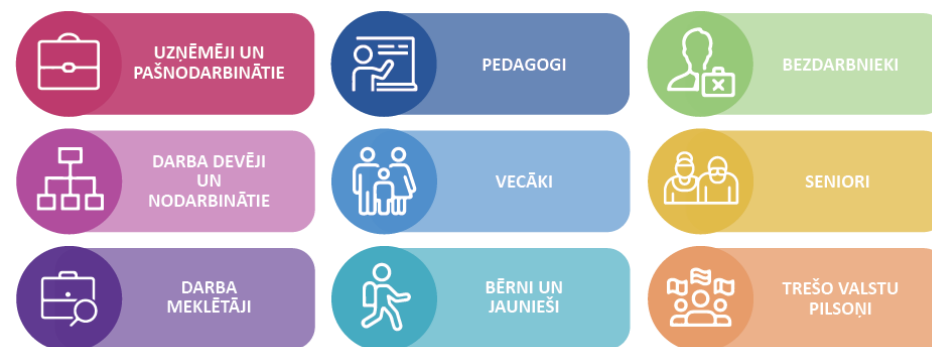 UZŅĒMĒJI UN
PAŠNODARBINĀTIE
PEDAGOGI
BEZDARBNIEKI
DARBA DEVĒJI
UN
NODARBINĀTIE
VECĀKI
SENIORI
DARBA
MEKLĒTĀJI
BĒRNI UN
JAUNIEŠI
TREŠO VALSTU
PILSOŅI